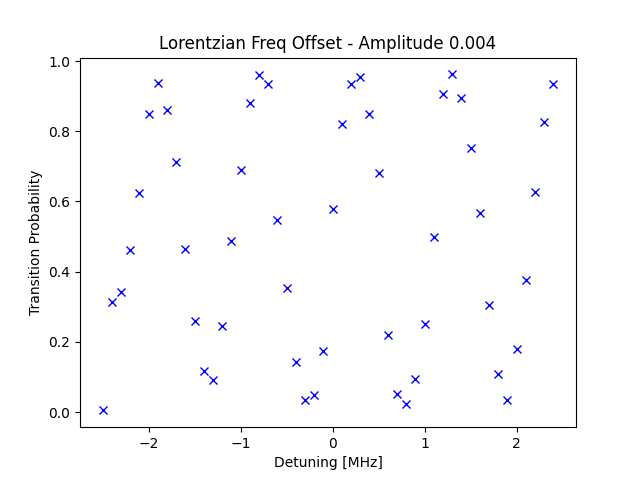 Lorentzian Freq Offset - Amplitude 0.004
1.0
0.8
0.6
0.4
0.2
0.0
Transition Probability
−2 −1 0 1 2
Detuning [MHz]